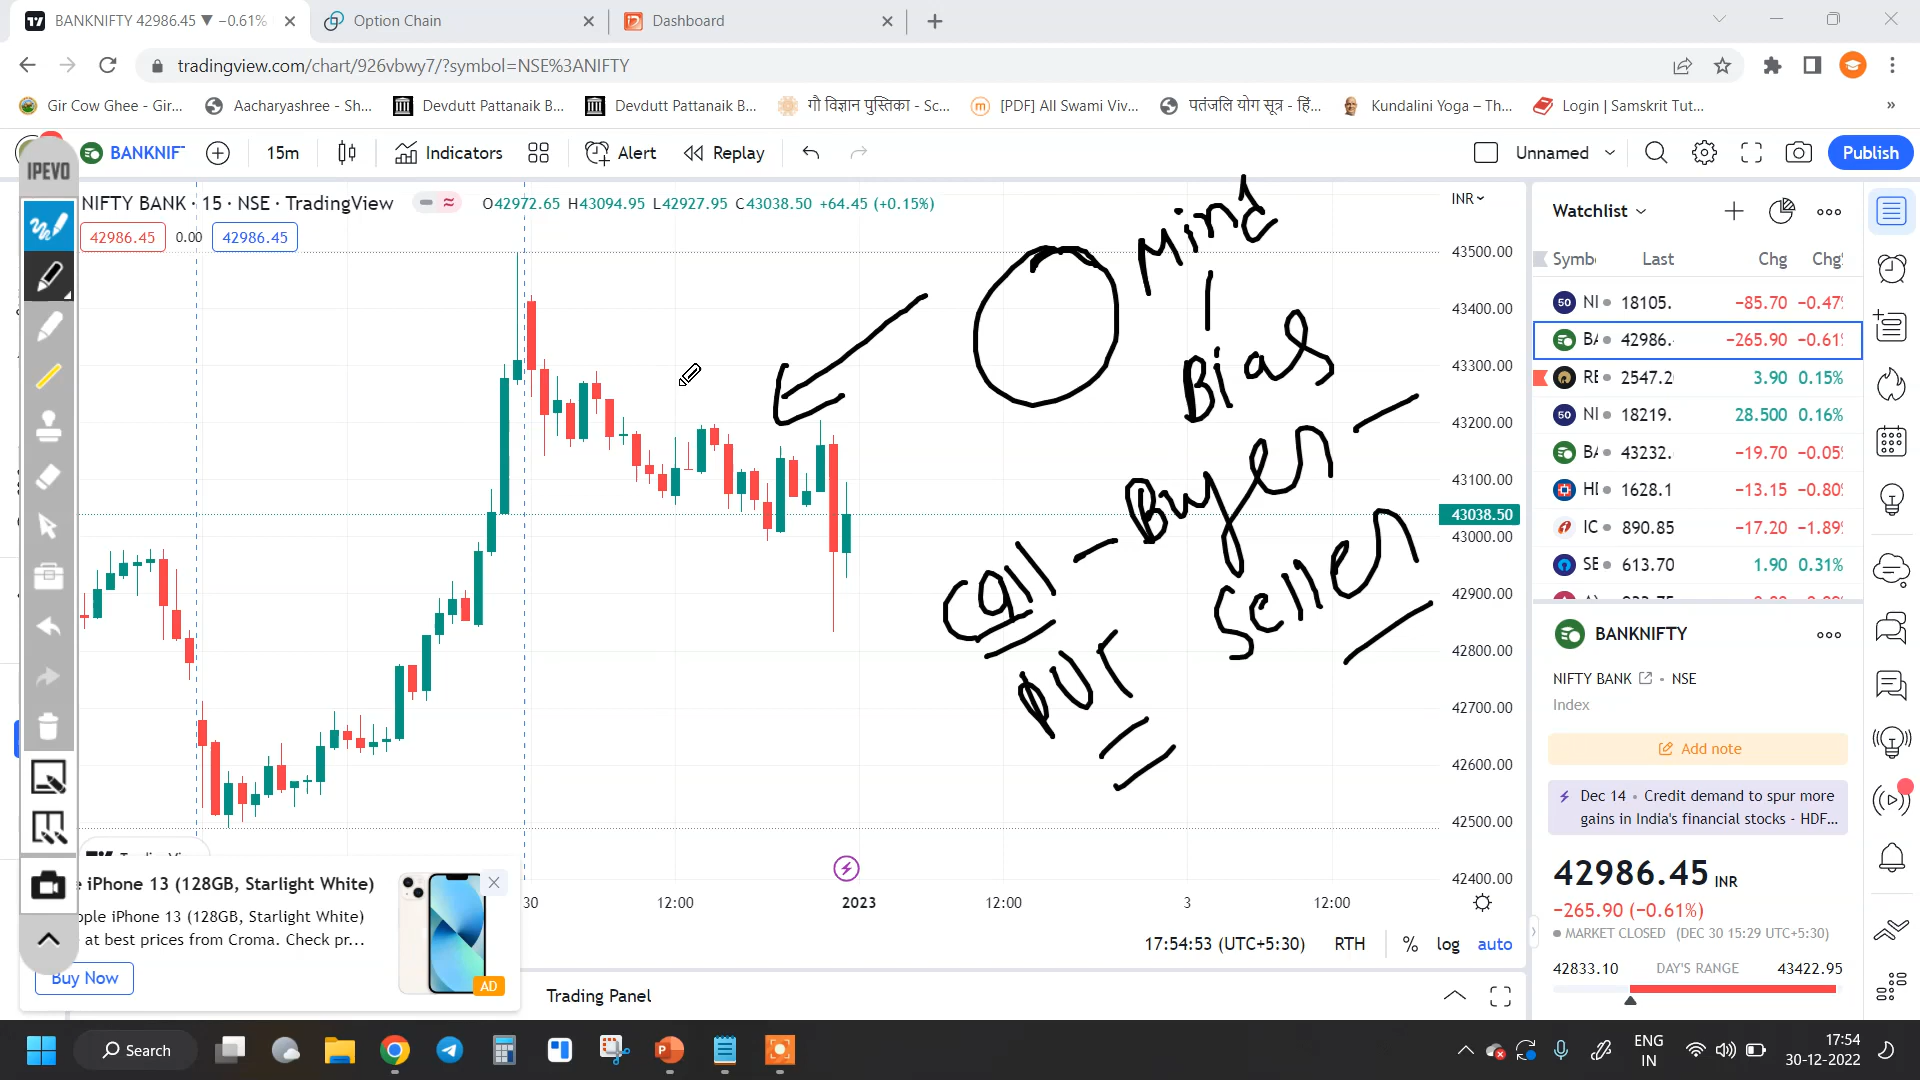 BANKNIFTY 42986.45 ▼ −0.61%
Option Chain
Dashboard
tradingview.com/chart/926vbwy7/?symbol=NSE%3ANIFTY
Gir Cow Ghee - Gir...
Aacharyashree - Sh...
Devdutt Pattanaik B...
Devdutt Pattanaik B...
गौ विज्ञान पुस्तिका - Sc...
[PDF] All Swami Viv...
पतंजलि योग सूत्र - हिं...
Kundalini Yoga – Th...
Login | Samskrit Tut...
»
IPEVO
BANKNIF
15m
Indicators
Alert
Replay
Unnamed
Publish
NIFTY BANK · 15 · NSE · TradingView
O42972.65 H43094.95 L42927.95 C43038.50 +64.45 (+0.15%)
42986.45 0.00 42986.45
INR
43500.00
43400.00
43300.00
43200.00
43100.00
43038.50
43000.00
42900.00
42800.00
42700.00
42600.00
42500.00
42400.00
Mind
Bias
Call – Buyer –
Seller
PUT
30 12:00 2023 12:00 3 12:00
17:54:53 (UTC+5:30) RTH % log auto
Trading Panel
iPhone 13 (128GB, Starlight White)
pple iPhone 13 (128GB, Starlight White)
at best prices from Croma. Check pr...
Buy Now
AD
Watchlist
Symb Last Chg Chg
50 NI 18105. −85.70 −0.47
42986. −265.90 −0.61
RE 2547.2 3.90 0.15%
50 NI 18219. 28.500 0.16%
43232. −19.70 −0.05
1628.1 −13.15 −0.80
IC 890.85 −17.20 −1.89
SE 613.70 1.90 0.31%
BANKNIFTY
NIFTY BANK • NSE
Index
Add note
Dec 14 • Credit demand to spur more
gains in India's financial stocks - HDF...
42986.45 INR
−265.90 (−0.61%)
MARKET CLOSED (DEC 30 15:29 UTC+5:30)
42833.10 DAY'S RANGE 43422.95
Search
ENG
IN
17:54
30-12-2022